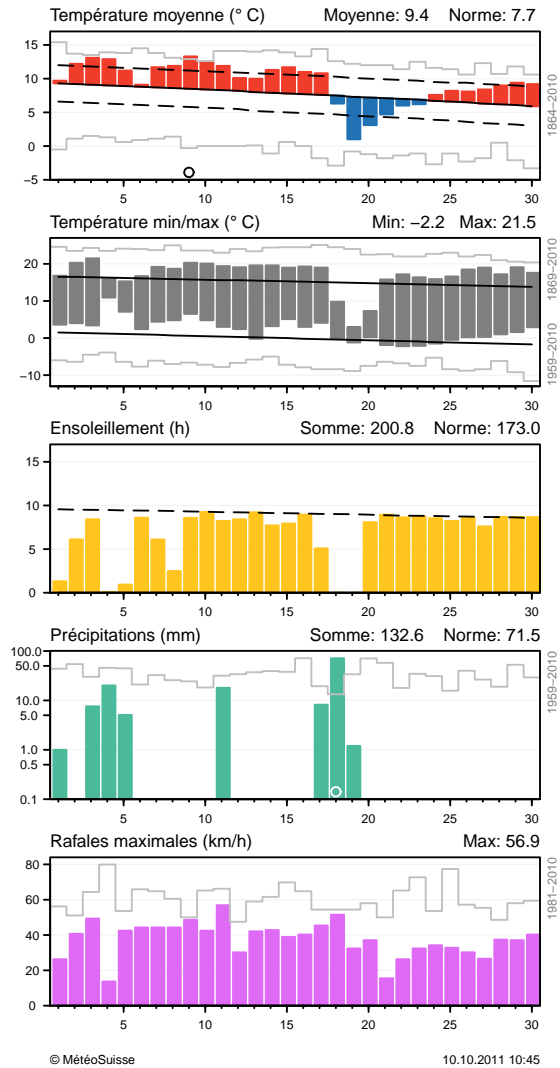 Température moyenne (° C) Moyenne: 9.4 Norme: 7.7
15
10
5
0
−5
5 10 15 20 25 30
1864−2010
Température min/max (° C) Min: −2.2 Max: 21.5
20
10
0
−10
5 10 15 20 25 30
1869−2010
1959−2010
Ensoleillement (h) Somme: 200.8 Norme: 173.0
15
10
5
0
5 10 15 20 25 30
Précipitations (mm) Somme: 132.6 Norme: 71.5
100.0
50.0
10.0
5.0
1.0
0.5
0.1
5 10 15 20 25 30
1959−2010
Rafales maximales (km/h) Max: 56.9
80
60
40
20
0
5 10 15 20 25 30
1981−2010
© MétéoSuisse 10.10.2011 10:45